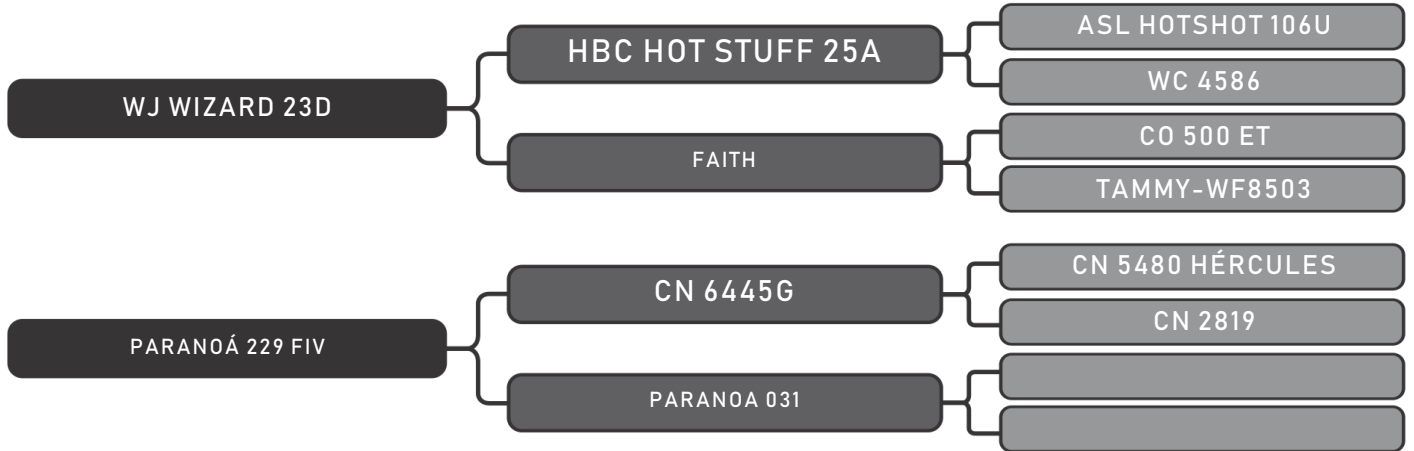 ASL HOTSHOT 106U
HBC HOT STUFF 25A
WC 4586
WJ WIZARD 23D
CO 500 ET
FAITH
TAMMY-WF8503
CN 5480 HÉRCULES
CN 6445G
CN 2819
PARANOÁ 229 FIV
PARANOA 031